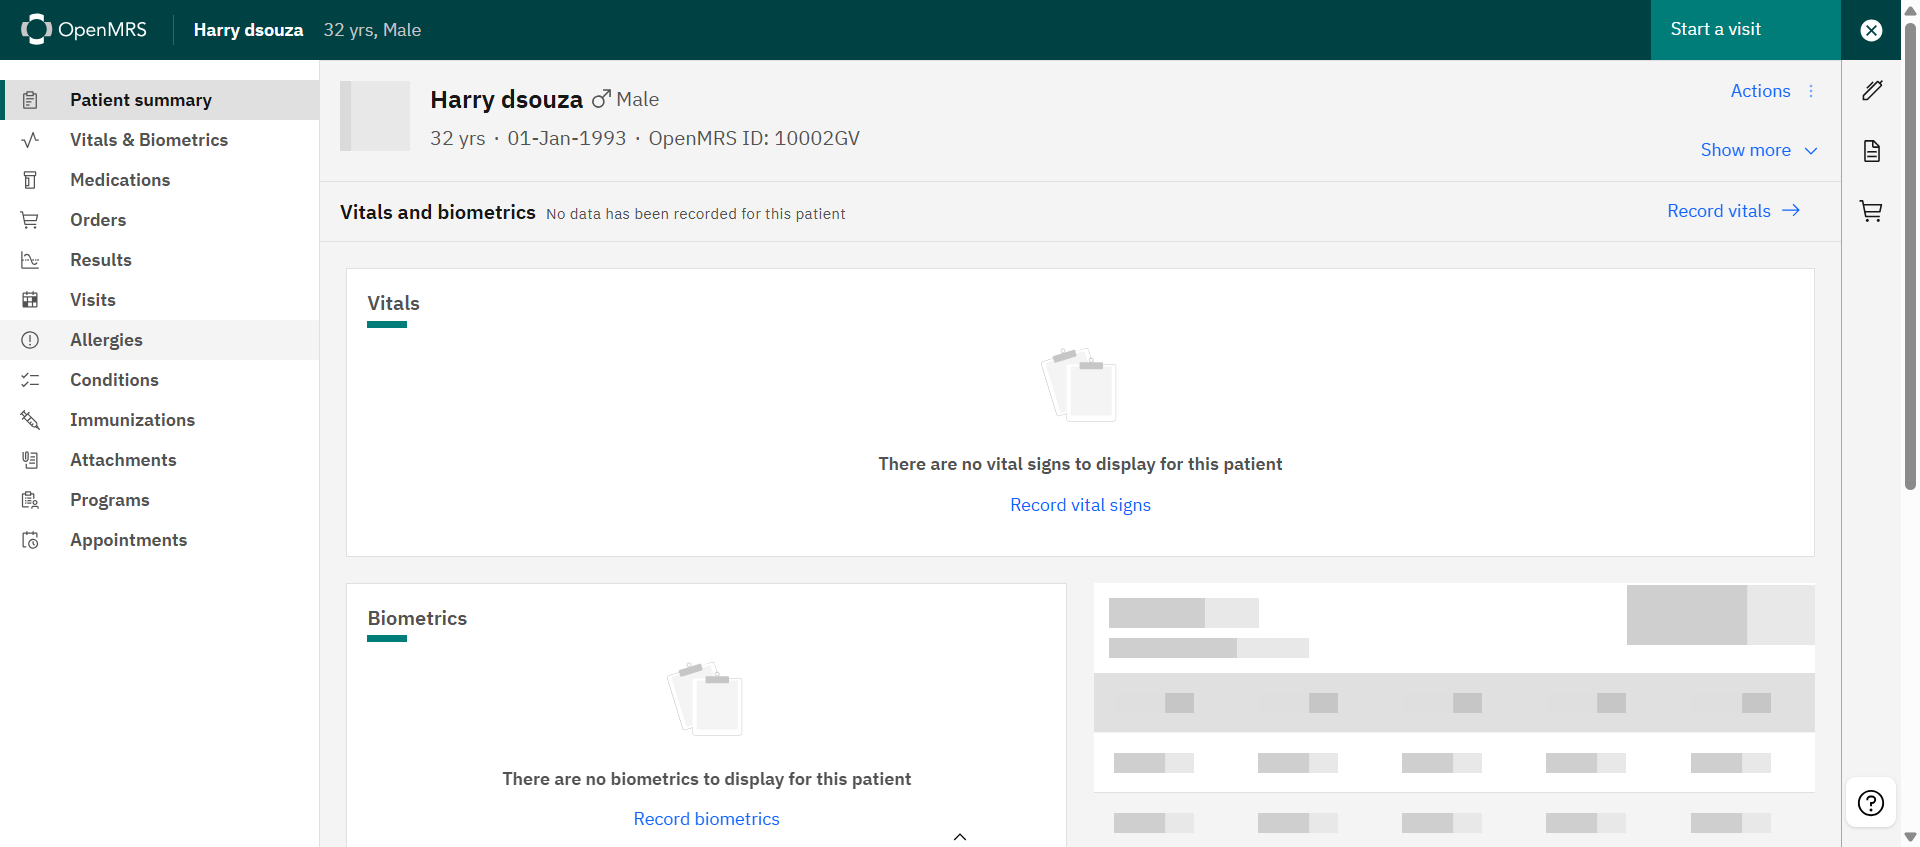 OpenMRS
Harry dsouza 32 yrs, Male
Start a visit
Patient summary
Vitals & Biometrics
Medications
Orders
Results
Visits
Allergies
Conditions
Immunizations
Attachments
Programs
Appointments
Harry dsouza Male
32 yrs · 01-Jan-1993 · OpenMRS ID: 10002GV
Actions
Show more
Vitals and biometrics No data has been recorded for this patient
Record vitals
Vitals
There are no vital signs to display for this patient
Record vital signs
Biometrics
There are no biometrics to display for this patient
Record biometrics